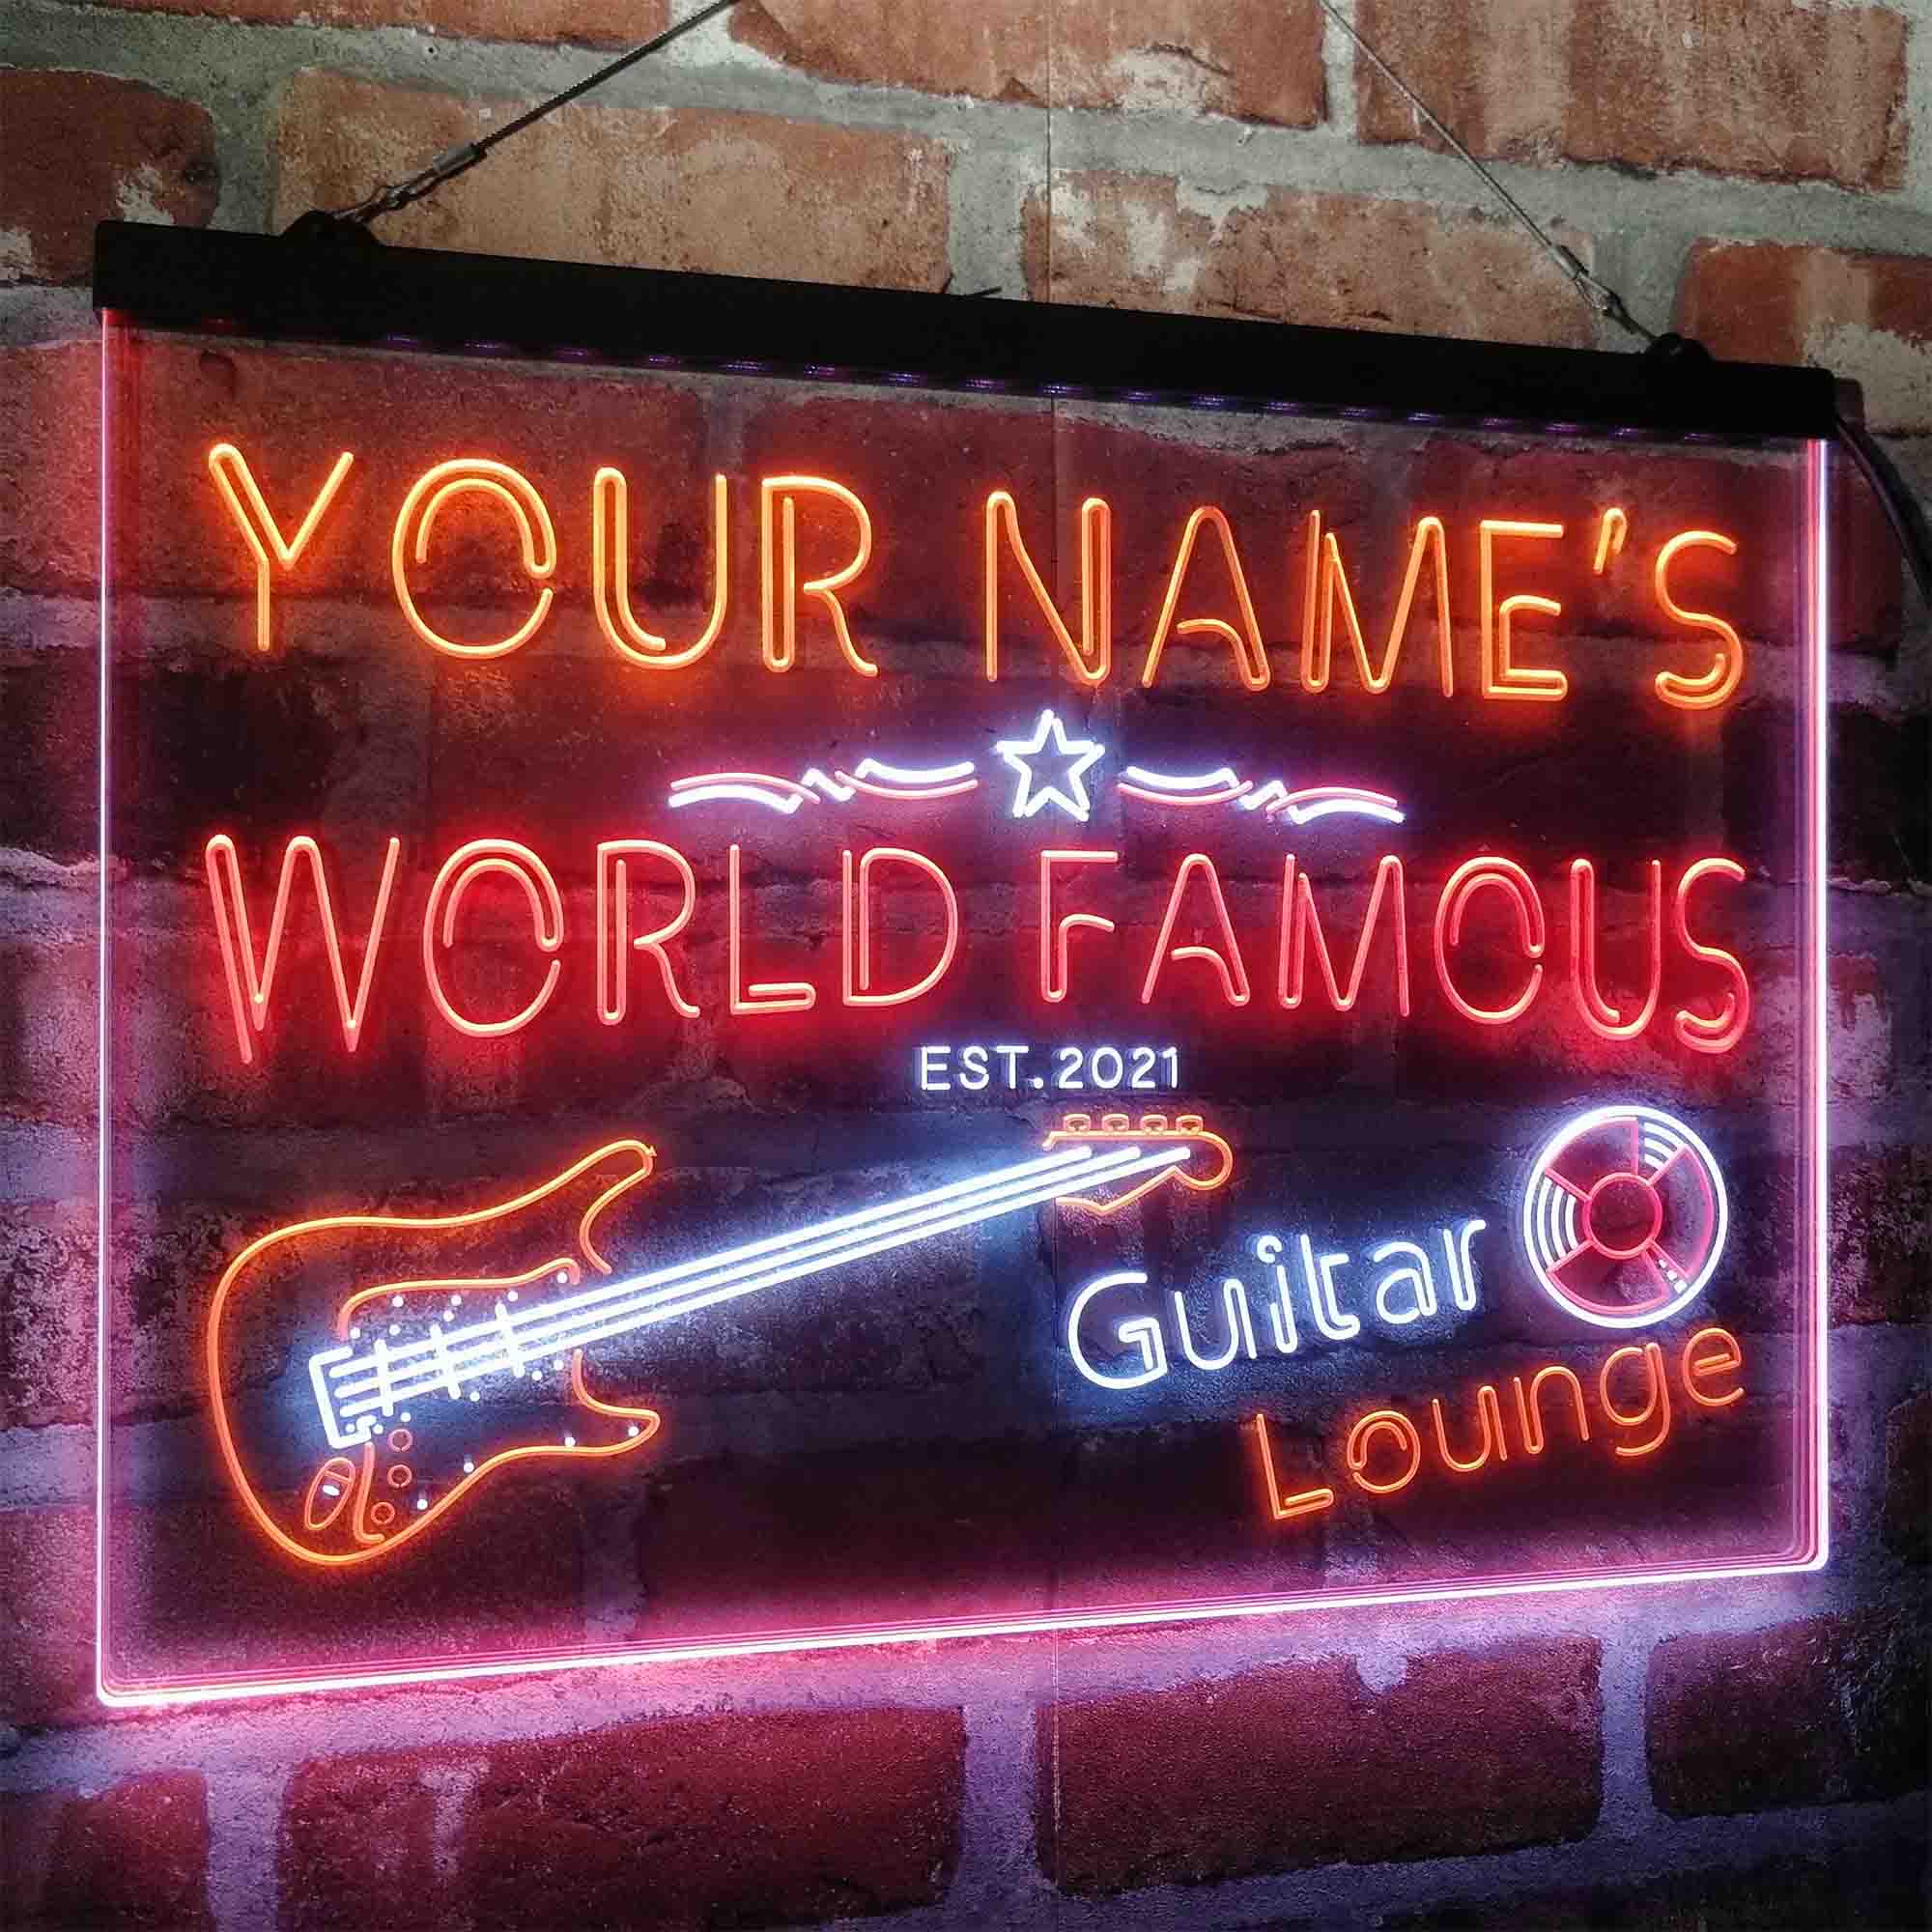 YOUR NAME'S
WORLD FAMOUS
EST.2021
Guitar
Lounge